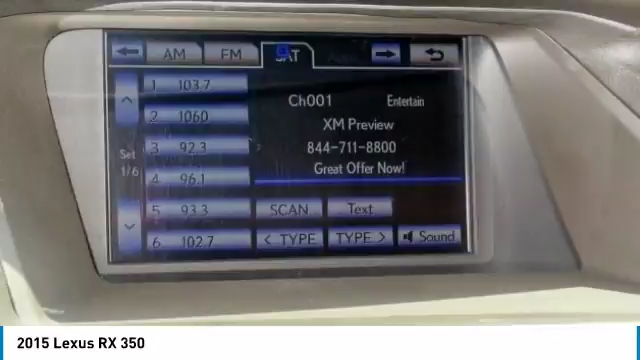 AM FM SAT
1 103.7
2 1060
3 92.3
4 96.1
5 93.3
6 102.7
Set
1/6
Ch001 Entertain
XM Preview
844-711-8800
Great Offer Now!
SCAN Text
< TYPE TYPE > Sound
2015 Lexus RX 350